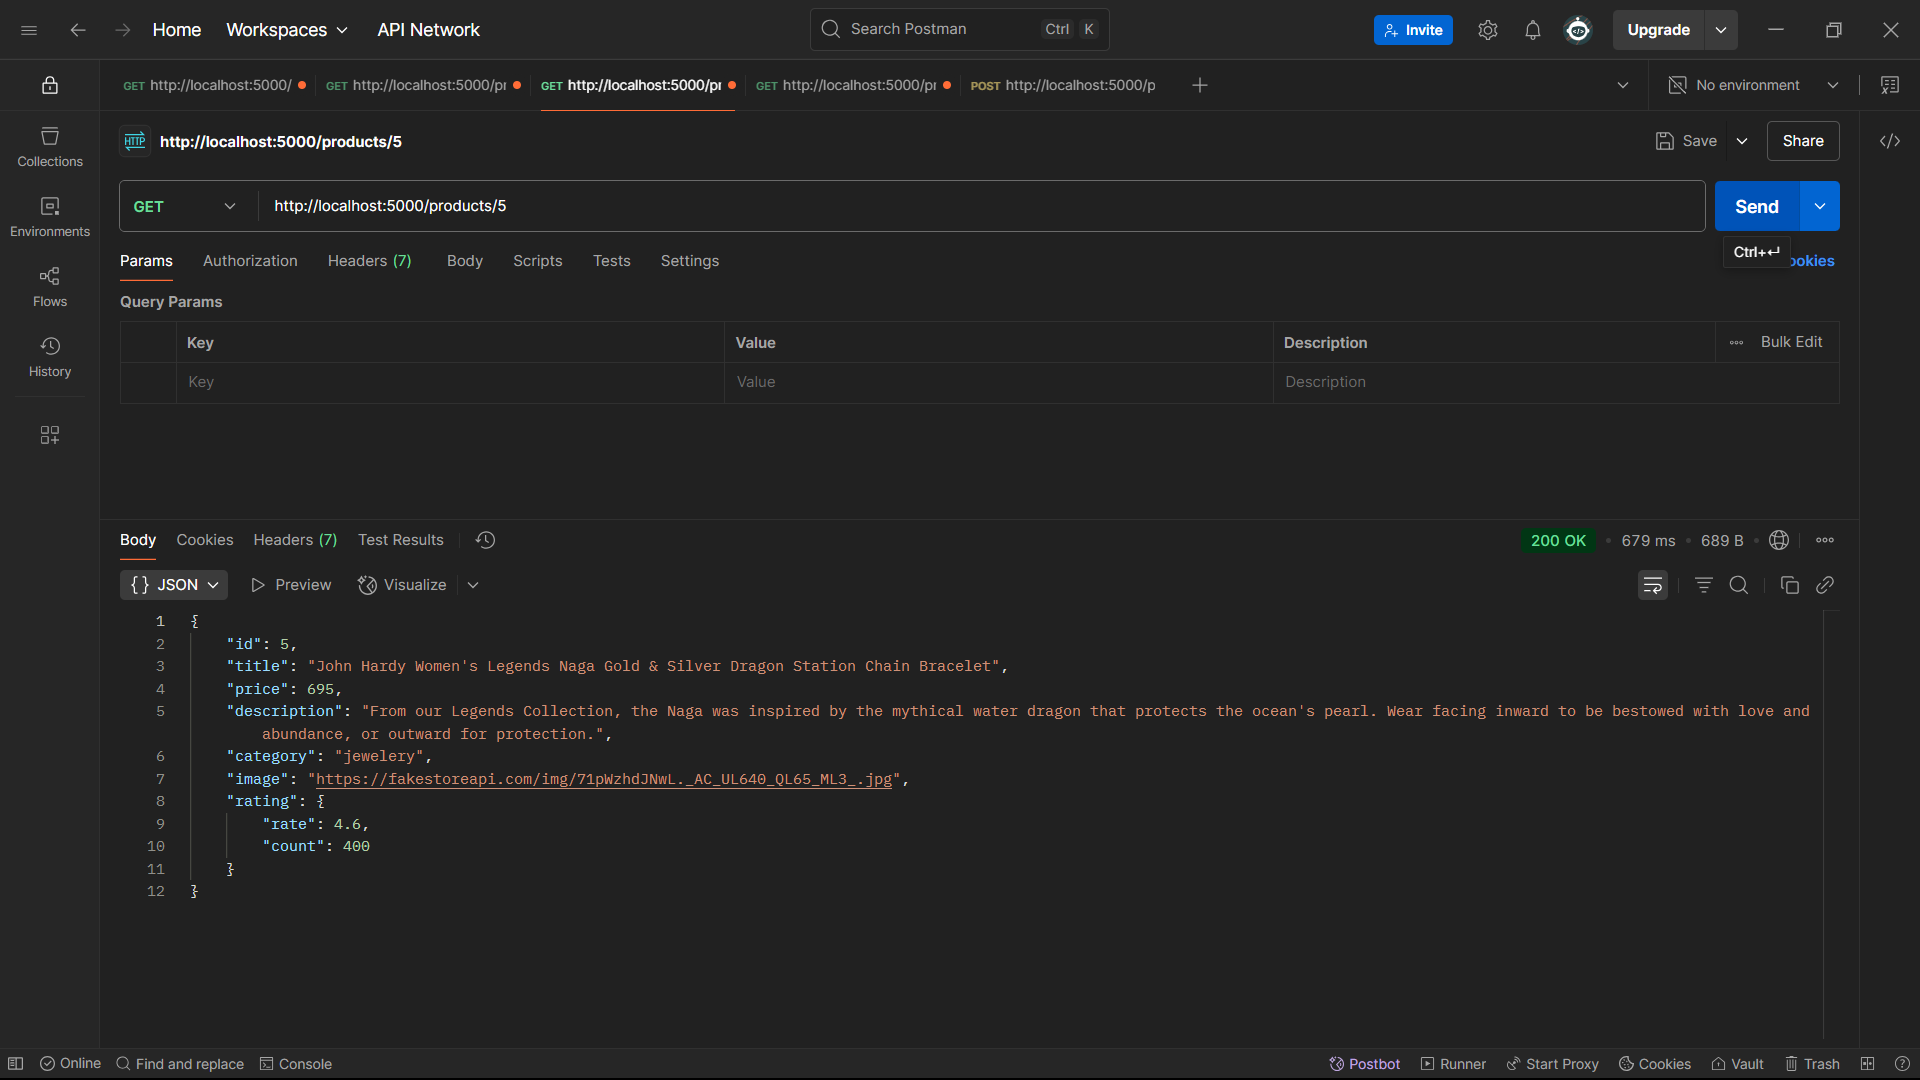 Home Workspaces API Network Search Postman Ctrl K Invite Upgrade
GET http://localhost:5000/ GET http://localhost:5000/pr GET http://localhost:5000/pr GET http://localhost:5000/pr POST http://localhost:5000/p No environment
HTTP http://localhost:5000/products/5 Save Share
GET http://localhost:5000/products/5 Send
Ctrl+↵
Params Authorization Headers (7) Body Scripts Tests Settings ookies
Query Params
Key Value Description Bulk Edit
Key Value Description
Collections
Environments
Flows
History
Body Cookies Headers (7) Test Results 200 OK 679 ms 689 B
{} JSON Preview Visualize
1 {
2 "id": 5,
3 "title": "John Hardy Women's Legends Naga Gold & Silver Dragon Station Chain Bracelet",
4 "price": 695,
5 "description": "From our Legends Collection, the Naga was inspired by the mythical water dragon that protects the ocean's pearl. Wear facing inward to be bestowed with love and
abundance, or outward for protection.",
6 "category": "jewelery",
7 "image": "https://fakestoreapi.com/img/71pWzhdJNwL._AC_UL640_QL65_ML3_.jpg",
8 "rating": {
9 "rate": 4.6,
10 "count": 400
11 }
12 }
Online Find and replace Console Postbot Runner Start Proxy Cookies Vault Trash